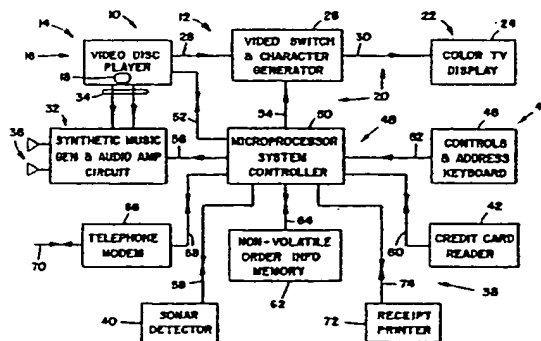 10
12
14
16
VIDEO DISC
PLAYER
18
28
26
VIDEO SWITCH
& CHARACTER
GENERATOR
30
22
24
COLOR TV
DISPLAY
20
34
32
52
54
50
48
46
SYNTHETIC MUSIC
GEN & AUDIO AMP
CIRCUIT
36
56
MICROPROCESSOR
SYSTEM
CONTROLLER
82
CONTROLS
& ADDRESS
KEYBOARD
66
TELEPHONE
MODEM
70
68
64
NON-VOLATILE
ORDER INFO
MEMORY
62
60
42
CREDIT CARD
READER
38
58
74
40
SONAR
DETECTOR
72
RECEIPT
PRINTER